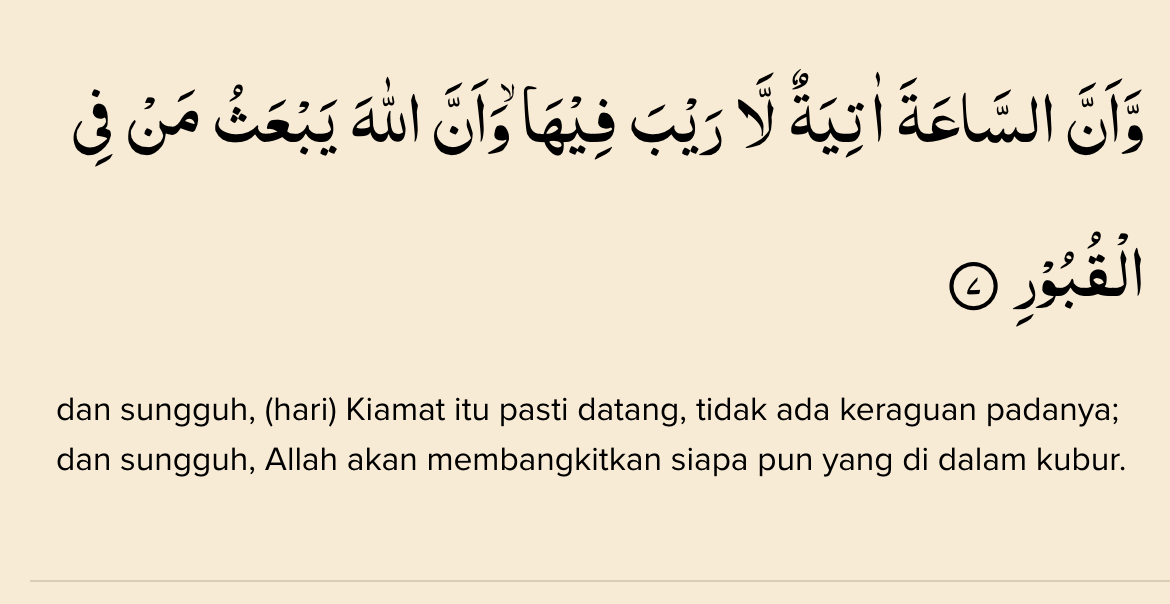 وَّاَنَّ السَّاعَةَ اٰتِيَةٌ لَّا رَيْبَ فِيْهَاۙ وَاَنَّ اللّٰهَ يَبْعَثُ مَنْ فِى
الْقُبُوْرِ ٧
dan sungguh, (hari) Kiamat itu pasti datang, tidak ada keraguan padanya;
dan sungguh, Allah akan membangkitkan siapa pun yang di dalam kubur.